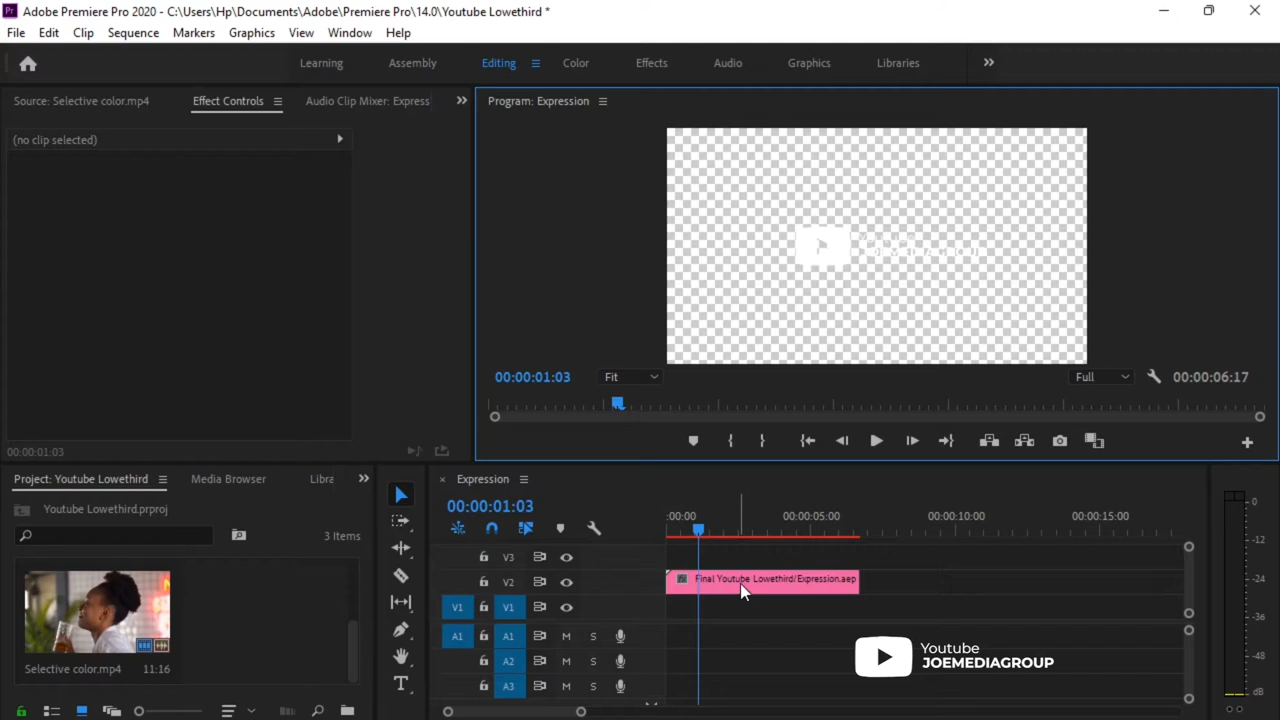 Pr Adobe Premiere Pro 2020 - C:\Users\Hp\Documents\Adobe\Premiere Pro\14.0\Youtube Lowethird *
File Edit Clip Sequence Markers Graphics View Window Help
Learning Assembly Editing Color Effects Audio Graphics Libraries
Source: Selective color.mp4 Effect Controls Audio Clip Mixer: Express
Program: Expression
(no clip selected)
JOEMEDIAGROUP
00:00:01:03 Fit Full 00:00:06:17
00:00:01:03
Project: Youtube Lowethird Media Browser Libra
Youtube Lowethird.prproj
3 Items
Selective color.mp4 11:16
Expression
00:00:01:03
:00:00 00:00:05:00 00:00:10:00 00:00:15:00
V3
V2 Final Youtube Lowethird/Expression.aep
V1 V1
A1 A1 M S
A2 M S
A3 M S
Youtube
JOEMEDIAGROUP
0
-12
-24
-36
-48
dB